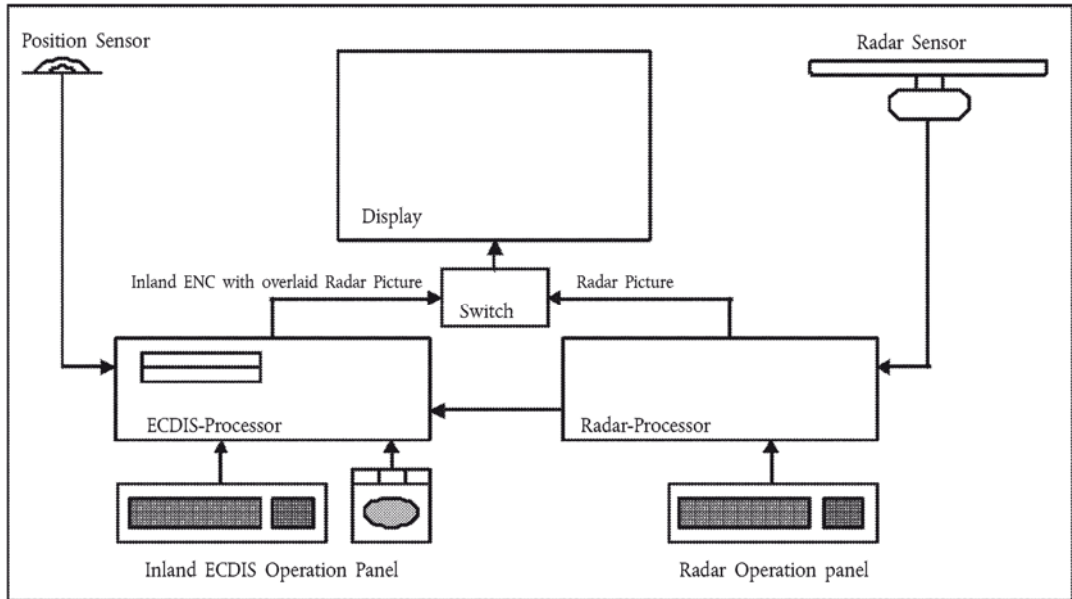 Position Sensor
Radar Sensor
Display
Inland ENC with overlaid Radar Picture
Radar Picture
Switch
ECDIS-Processor
Radar-Processor
Inland ECDIS Operation Panel
Radar Operation panel